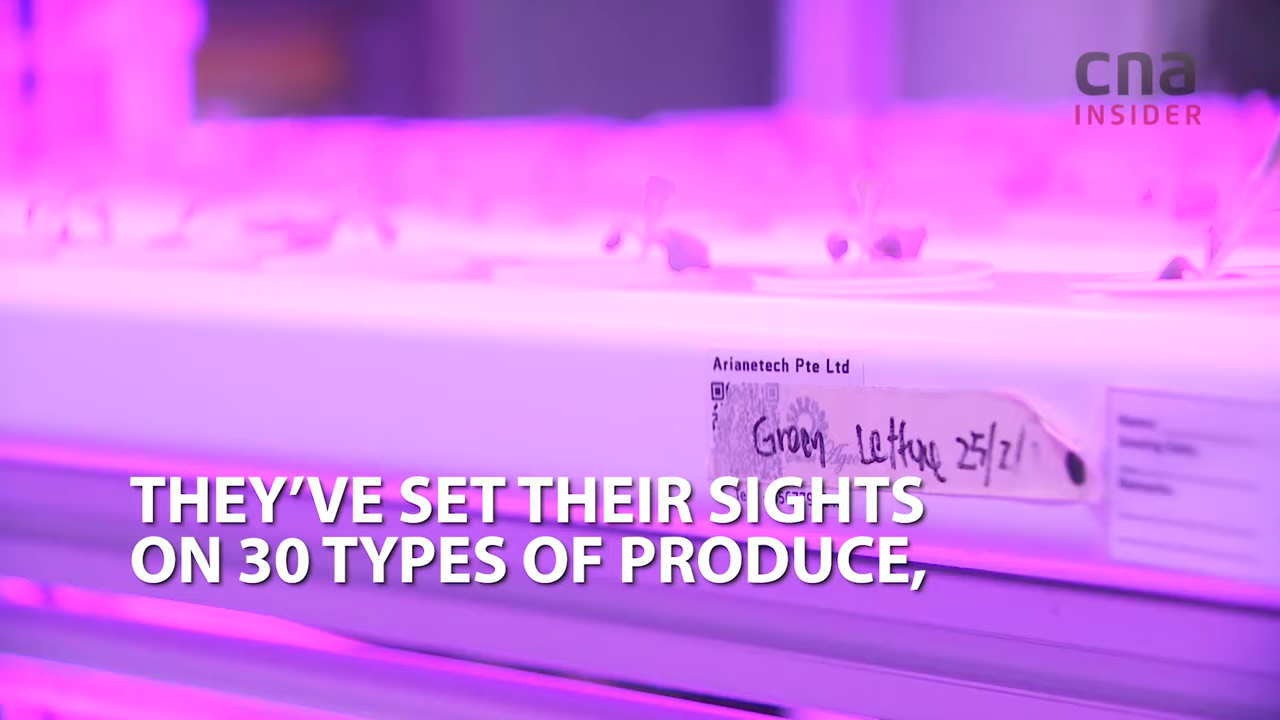 cna
INSIDER
Arianetech Pte Ltd
Green Lettuce 25/2/
THEY’VE SET THEIR SIGHTS
ON 30 TYPES OF PRODUCE,